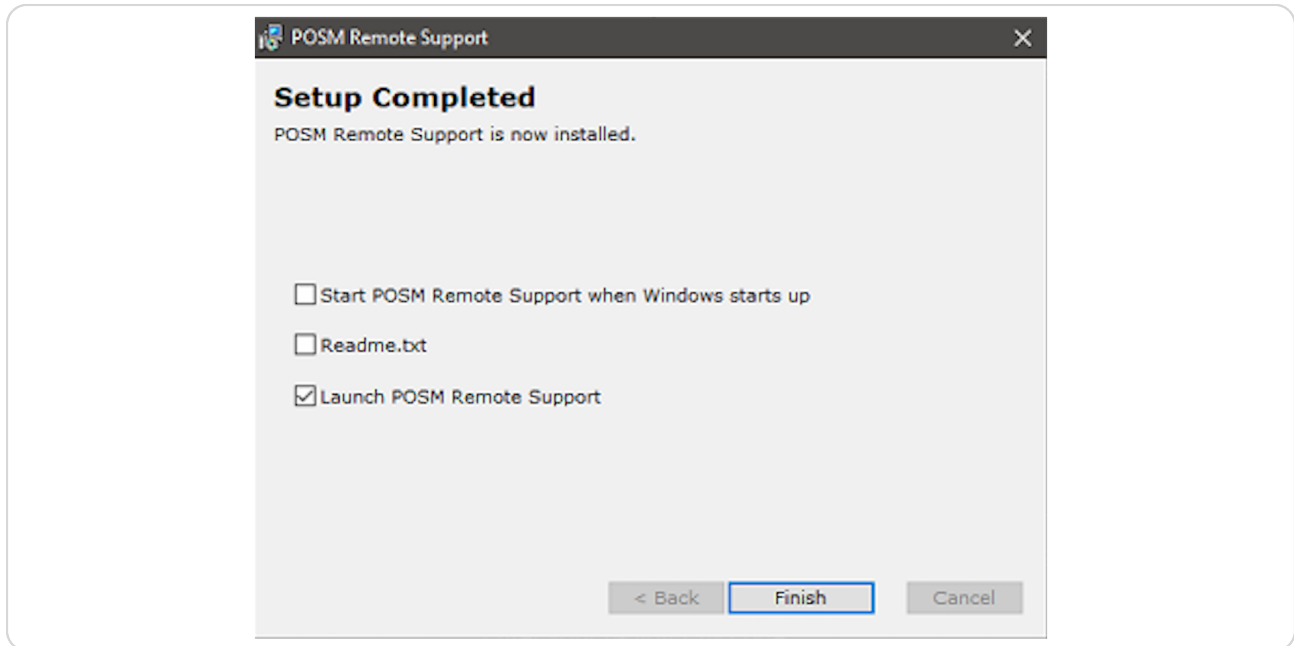 POSM Remote Support
Setup Completed
POSM Remote Support is now installed.
Start POSM Remote Support when Windows starts up
Readme.txt
Launch POSM Remote Support
< Back Finish Cancel